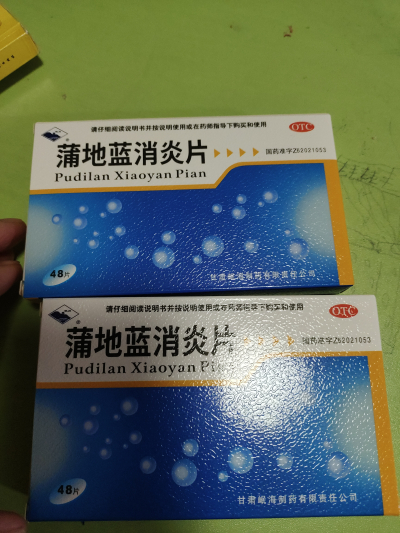 请仔细阅读说明书并按说明使用或在药师指导下购买和使用
OTC
蒲地蓝消炎片
国药准字Z62021053
Pudilan Xiaoyan Pian
48片
甘肃岷海制药有限责任公司
请仔细阅读说明书并按说明使用或在药师指导下购买和使用
OTC
蒲地蓝消炎片
国药准字Z62021053
Pudilan Xiaoyan Pian
48片
甘肃岷海制药有限责任公司